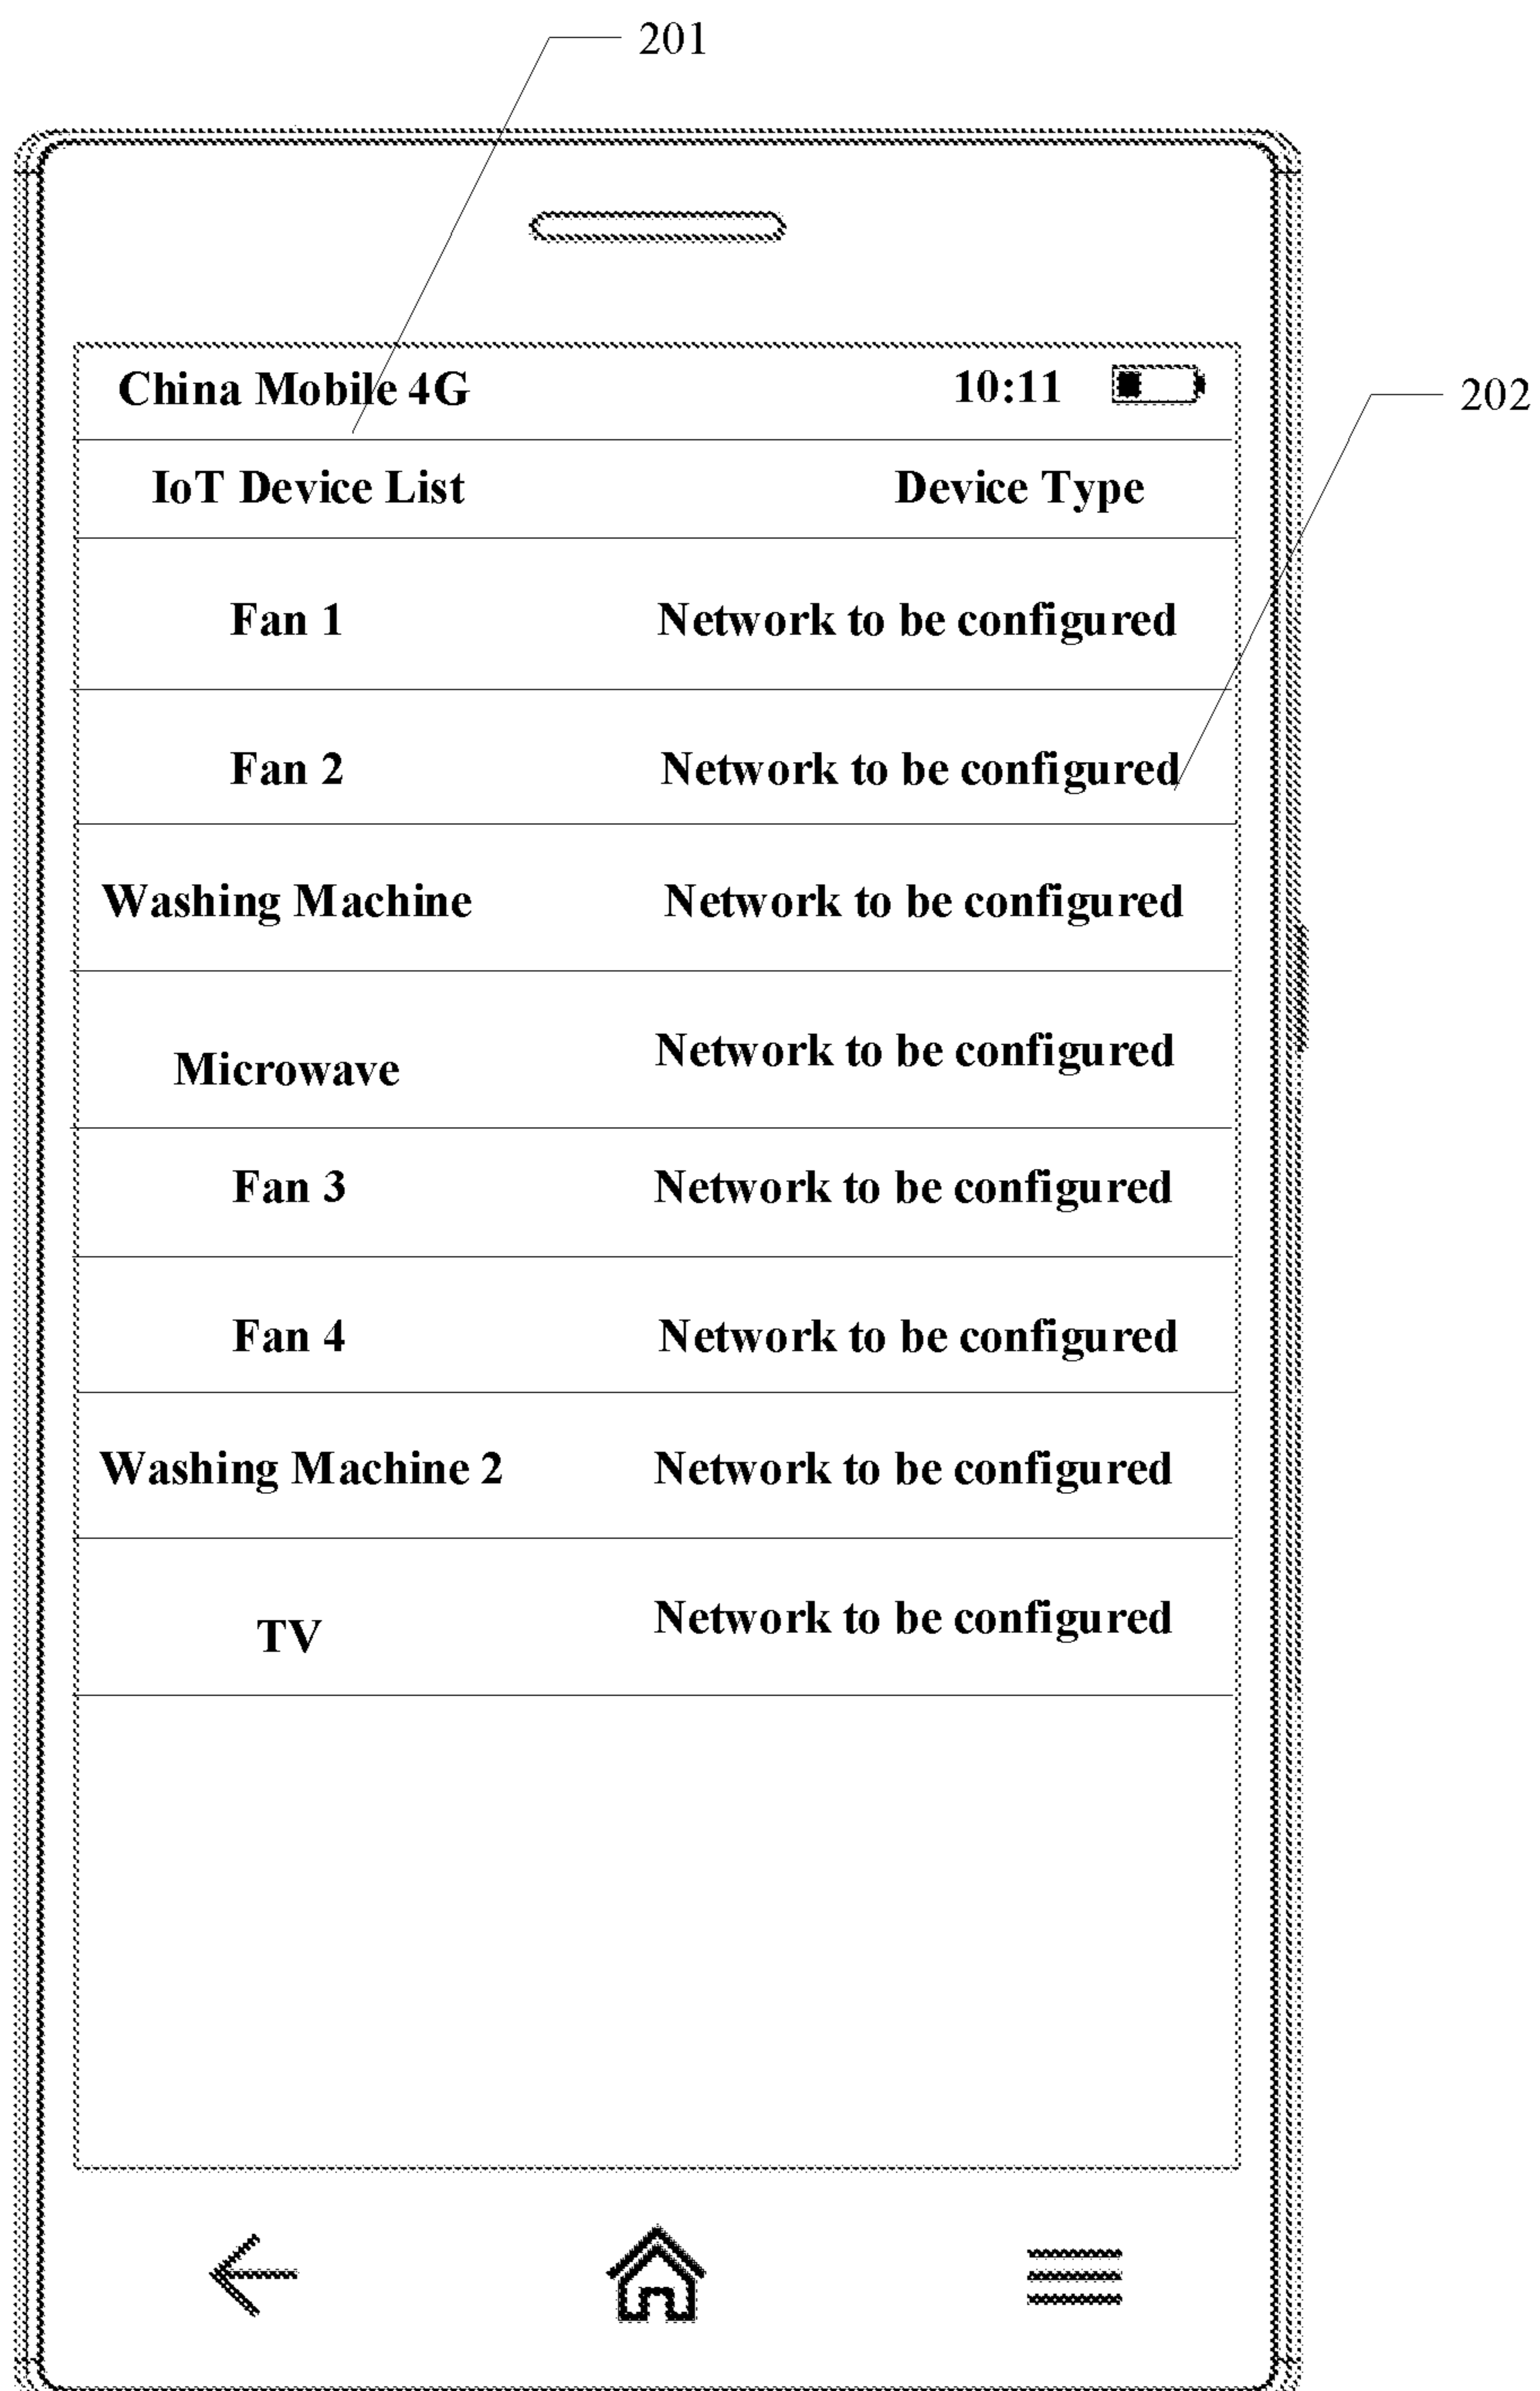 201
China Mobile 4G 10:11
202
IoT Device List Device Type
Fan 1 Network to be configured
Fan 2 Network to be configured
Washing Machine Network to be configured
Microwave Network to be configured
Fan 3 Network to be configured
Fan 4 Network to be configured
Washing Machine 2 Network to be configured
TV Network to be configured